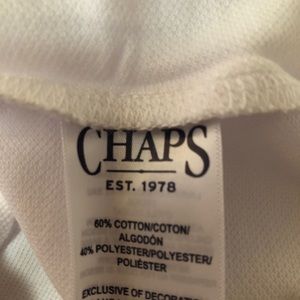 CHAPS
EST. 1978
60% COTTON/COTON/
ALGODÓN
40% POLYESTER/POLYESTER/
POLIÉSTER
EXCLUSIVE OF DECORATION